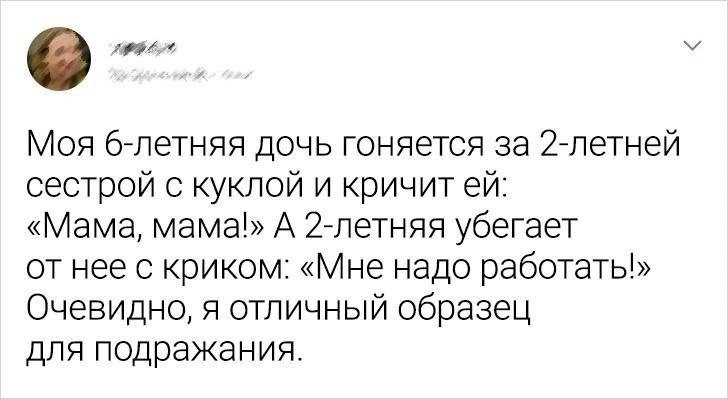 Моя 6-летняя дочь гоняется за 2-летней
сестрой с куклой и кричит ей:
«Мама, мама!» А 2-летняя убегает
от нее с криком: «Мне надо работать!»
Очевидно, я отличный образец
для подражания.